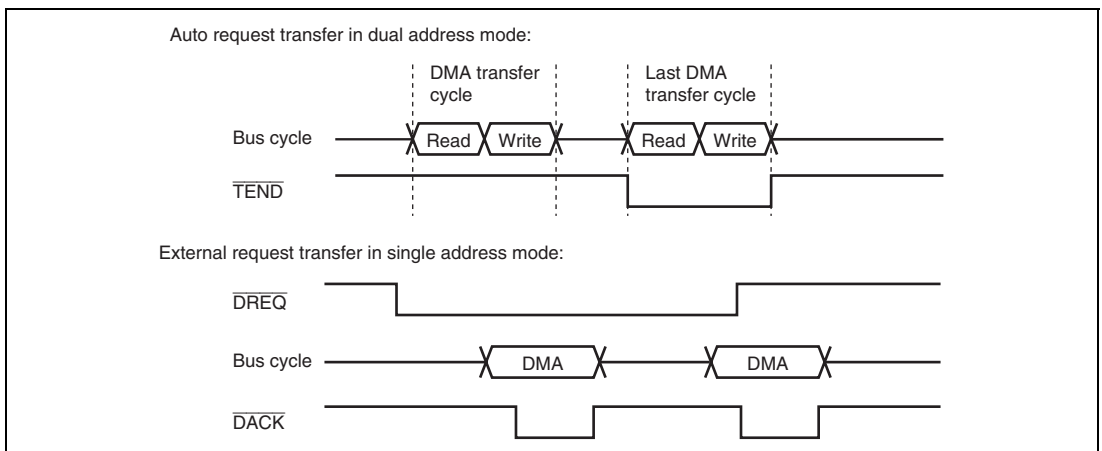 Auto request transfer in dual address mode:
DMA transfer
cycle
Last DMA
transfer cycle
Bus cycle
Read
Write
Read
Write
TEND
External request transfer in single address mode:
DREQ
Bus cycle
DMA
DMA
DACK